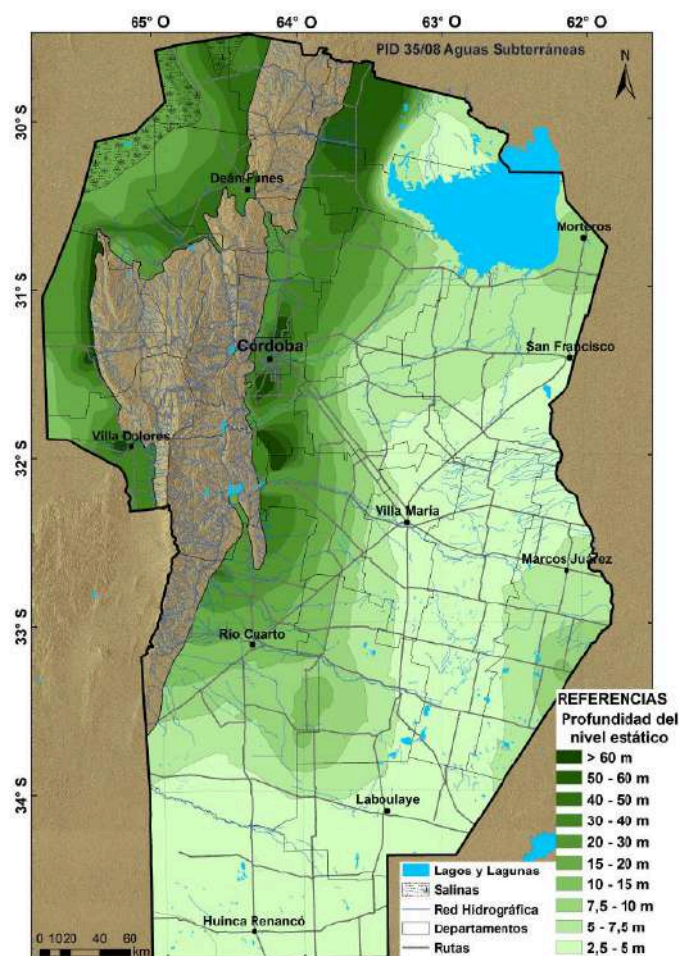 65° O
64° O
63° O
62° O
PID 35/08 Aguas Subterráneas
N
30° S
Deán Funes
Morteros
31° S
Córdoba
San Francisco
Villa Dolores
32° S
Villa María
Marcos Juárez
33° S
Río Cuarto
REFERENCIAS
Profundidad del
nivel estático
> 60 m
50 - 60 m
40 - 50 m
30 - 40 m
20 - 30 m
15 - 20 m
10 - 15 m
7,5 - 10 m
5 - 7,5 m
2,5 - 5 m
34° S
Laboulaye
Lagos y Lagunas
Salinas
Red Hidrográfica
Departamentos
Rutas
Huinca Renancó
0 10 20 40 60
km